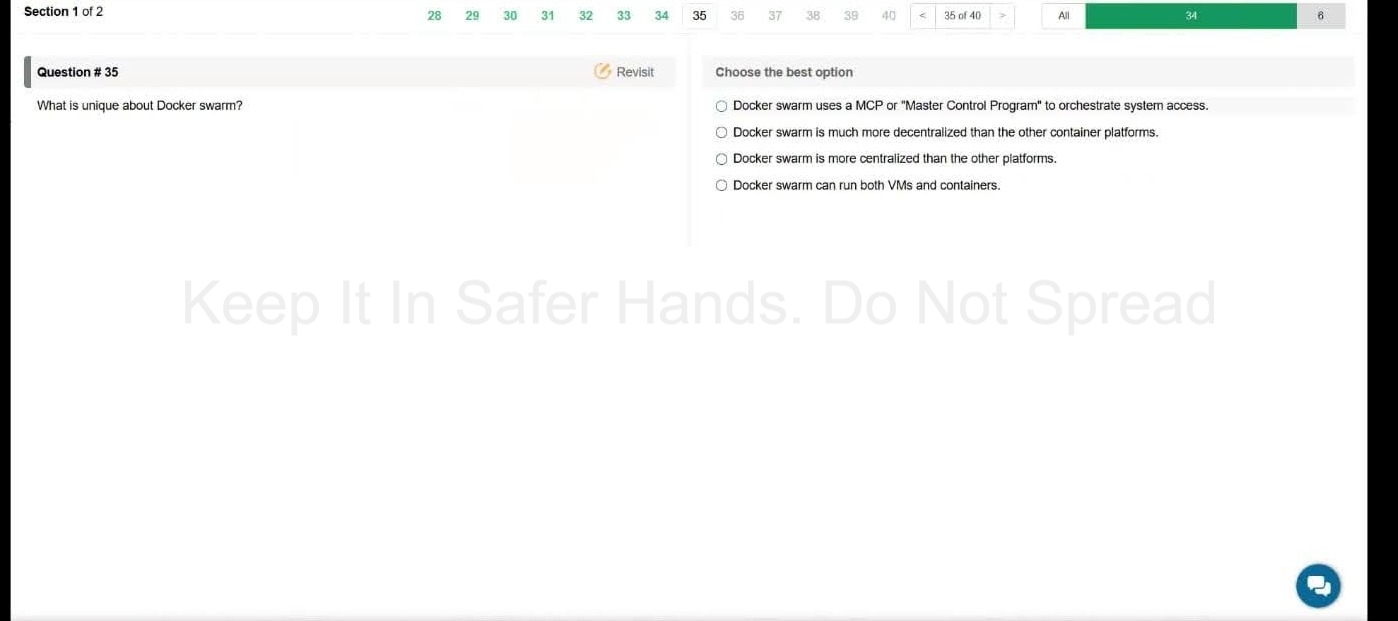 Section 1 of 2
28 29 30 31 32 33 34 35 36 37 38 39 40 < 35 of 40 > All 34 6
Question # 35
Revisit
What is unique about Docker swarm?
Choose the best option
Docker swarm uses a MCP or "Master Control Program" to orchestrate system access.
Docker swarm is much more decentralized than the other container platforms.
Docker swarm is more centralized than the other platforms.
Docker swarm can run both VMs and containers.
Keep It In Safer Hands. Do Not Spread